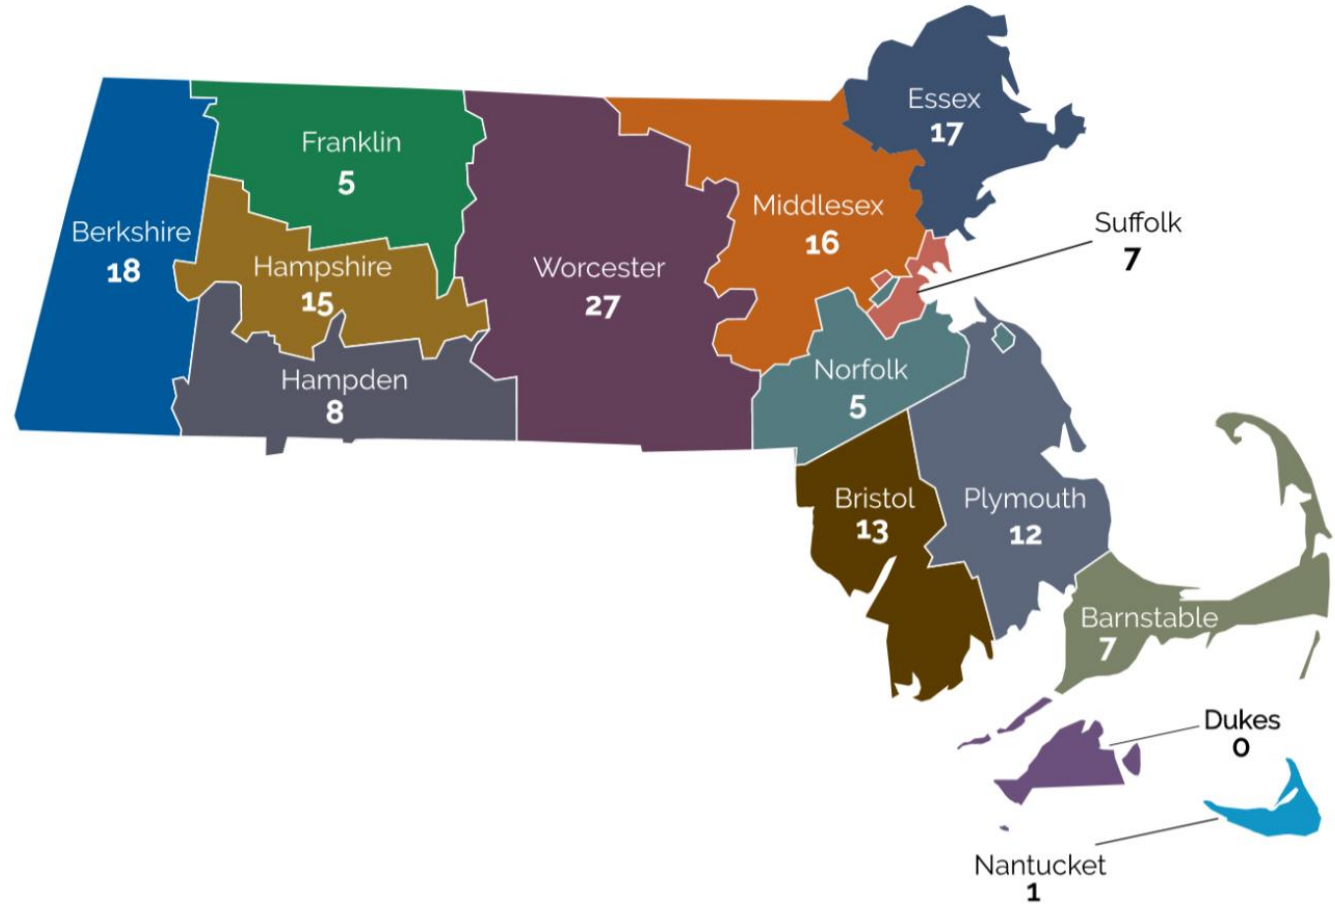 Essex
17
Franklin
5
Middlesex
16
Suffolk
7
Berkshire
18
Hampshire
15
Worcester
27
Hampden
8
Norfolk
5
Bristol
13
Plymouth
12
Barnstable
7
Dukes
0
Nantucket
1